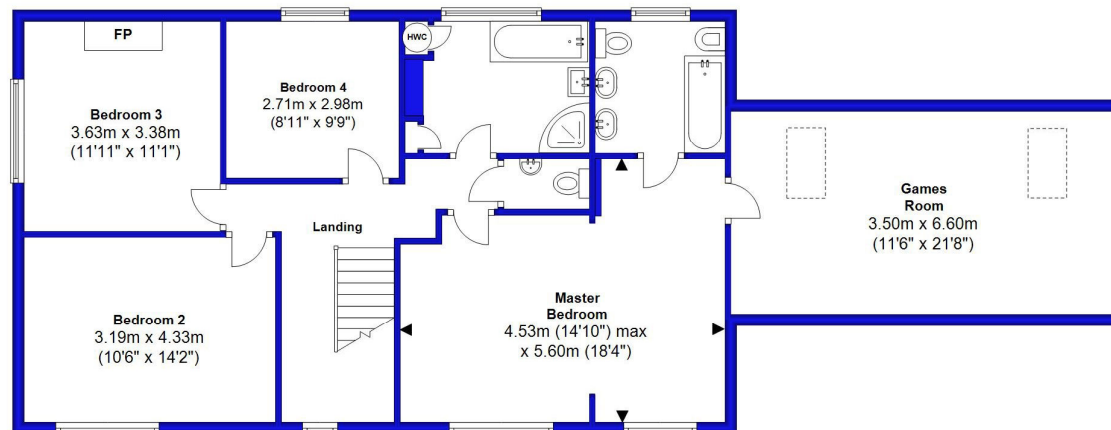 FP
HWC
Bedroom 4
2.71m x 2.98m
(8'11" x 9'9")
Bedroom 3
3.63m x 3.38m
(11'11" x 11'1")
Games
Room
3.50m x 6.60m
(11'6" x 21'8")
Landing
Master
Bedroom
4.53m (14'10") max
x 5.60m (18'4")
Bedroom 2
3.19m x 4.33m
(10'6" x 14'2")